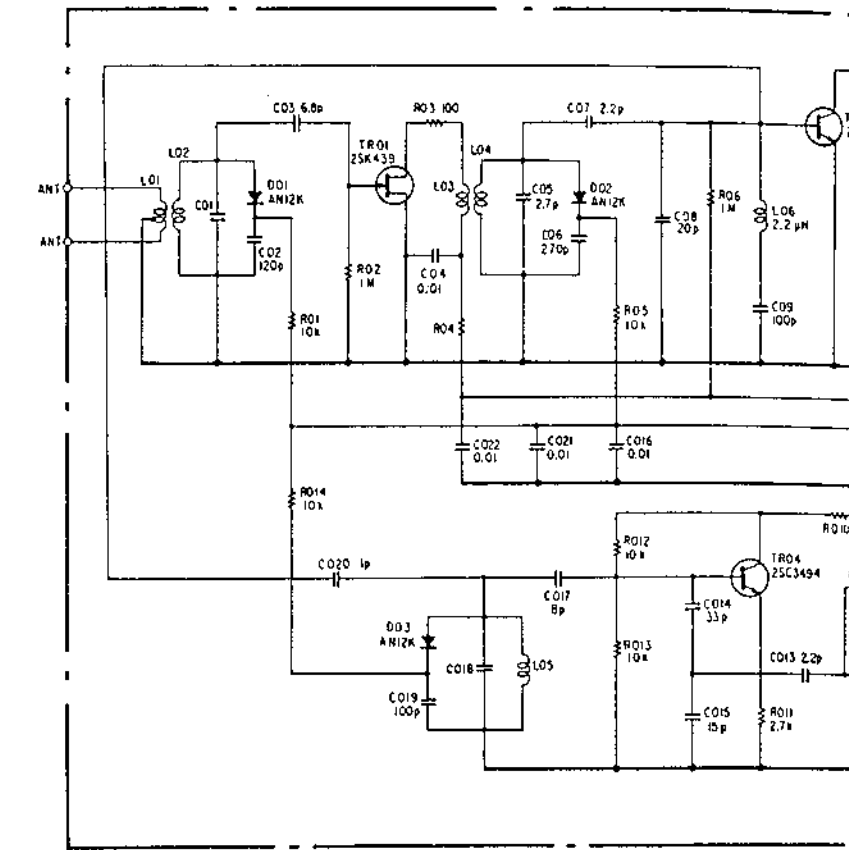 C03 6.8p
R03 100
C07 2.2p
TR01
2SK439
L02
L04
L01
D01
AN12K
L03
C05
2.7p
D02
AN12K
R06
1M
ANT
C01
C08
20p
L06
2.2μH
ANT
C02
120p
C06
270p
R02
1M
C04
0.01
R01
10k
R04
R05
10k
C09
100p
C022
0.01
C021
0.01
C016
0.01
R014
10k
R010
R012
10k
TR04
2SC3494
C020 1p
C017
8p
C014
33p
D03
AN12K
R013
10k
C018
L05
C013 2.2p
C019
100p
C015
15p
R011
2.7k